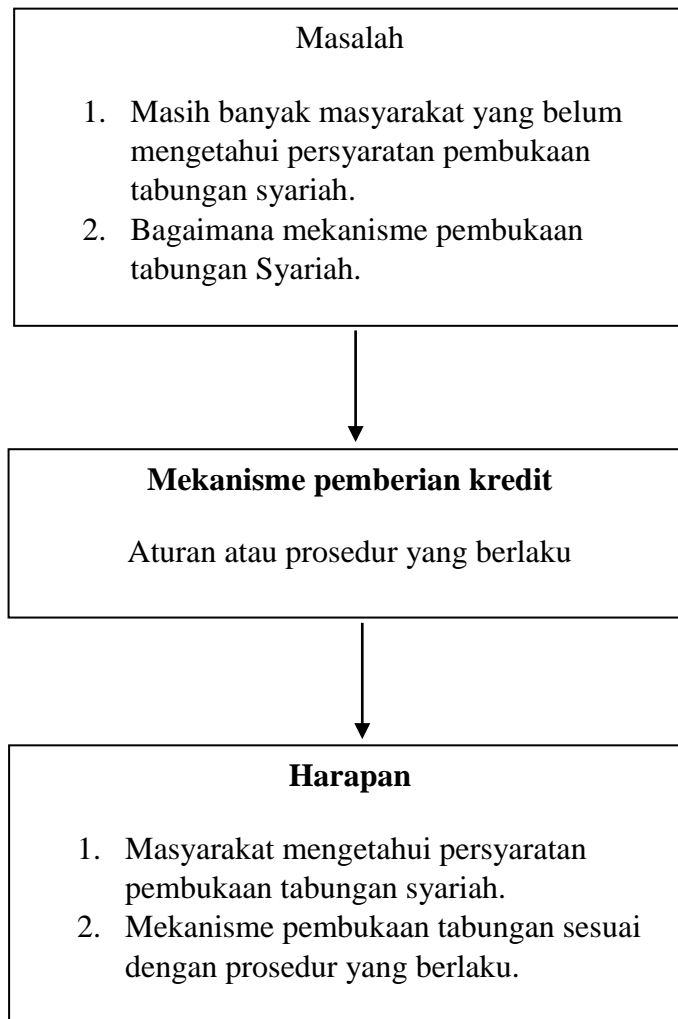 Masalah
1. Masih banyak masyarakat yang belum
mengetahui persyaratan pembukaan
tabungan syariah.
2. Bagaimana mekanisme pembukaan
tabungan Syariah.
Mekanisme pemberian kredit
Aturan atau prosedur yang berlaku
Harapan
1. Masyarakat mengetahui persyaratan
pembukaan tabungan syariah.
2. Mekanisme pembukaan tabungan sesuai
dengan prosedur yang berlaku.